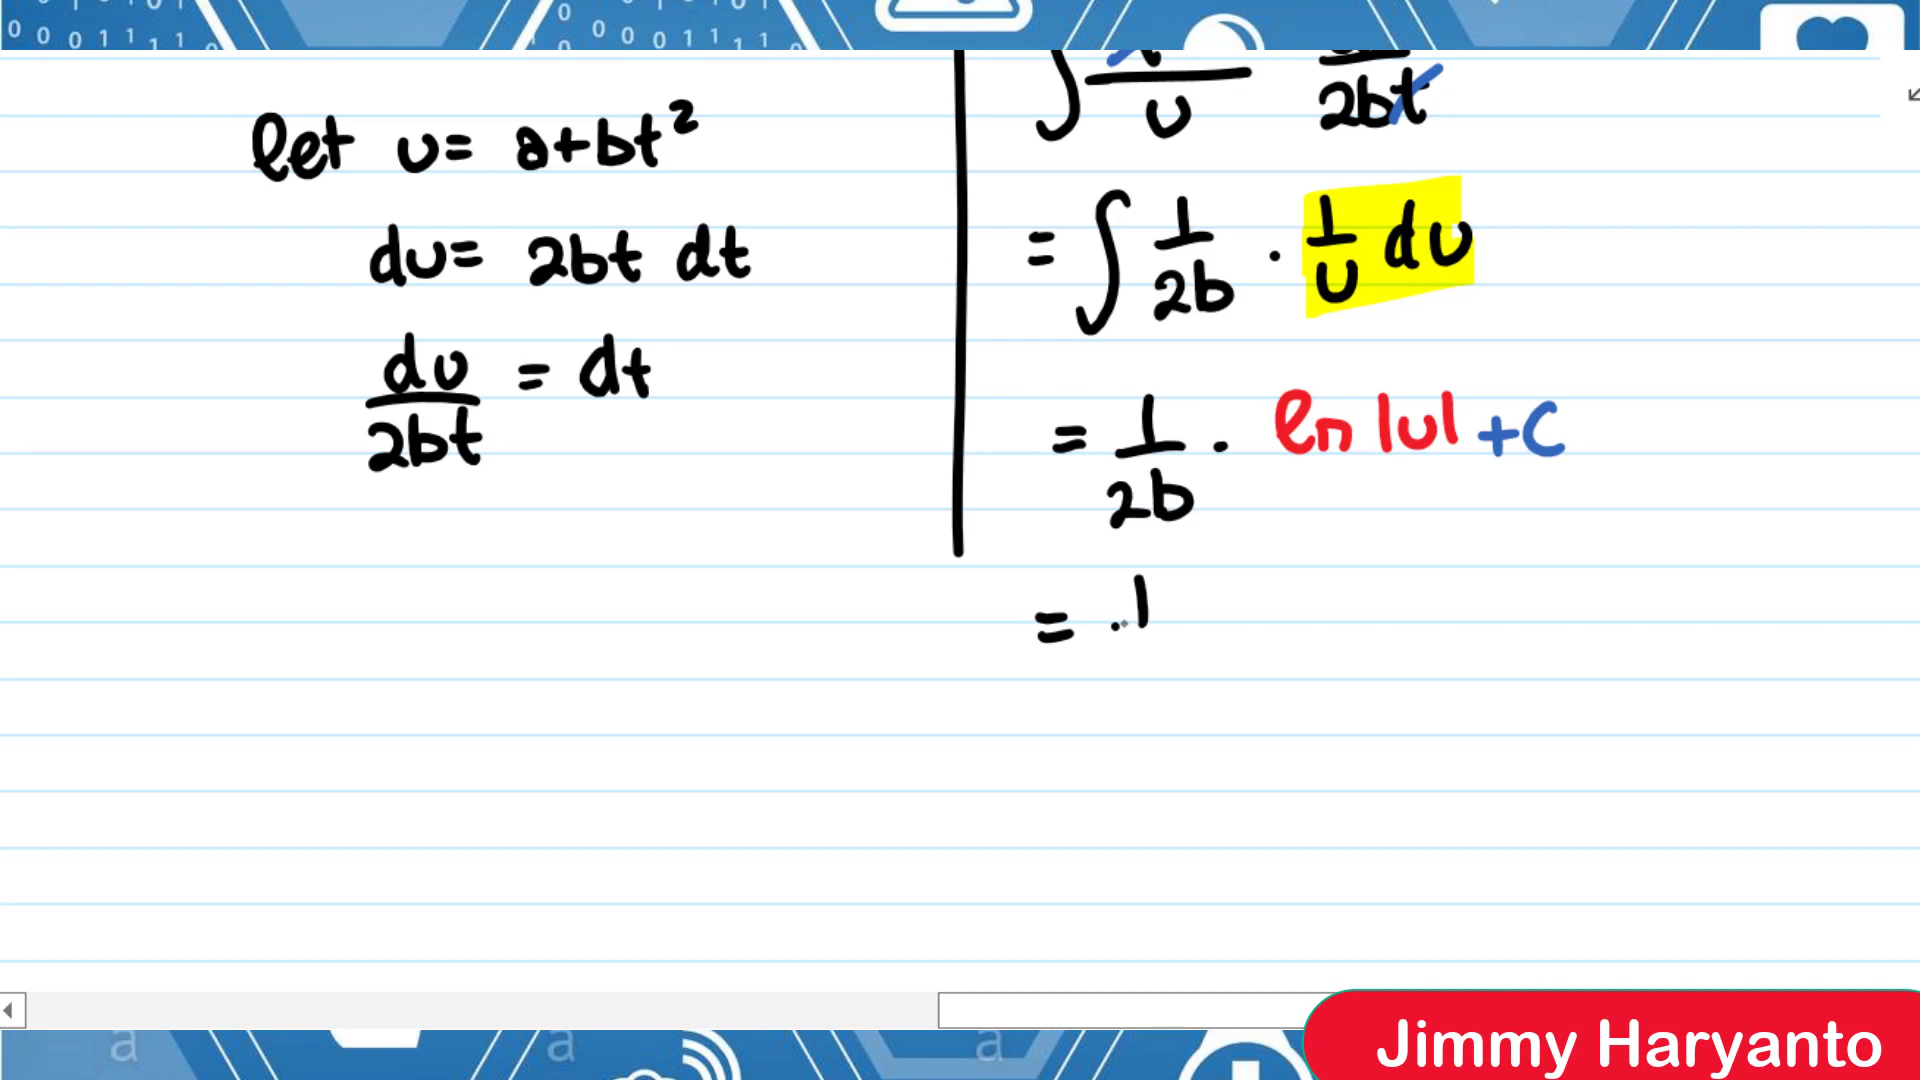 let u = a+bt²
du = 2bt dt
du/2bt = dt
∫ /u /2bt
= ∫ 1/2b · 1/u du
= 1/2b · ln |u| + C
= 1
Jimmy Haryanto